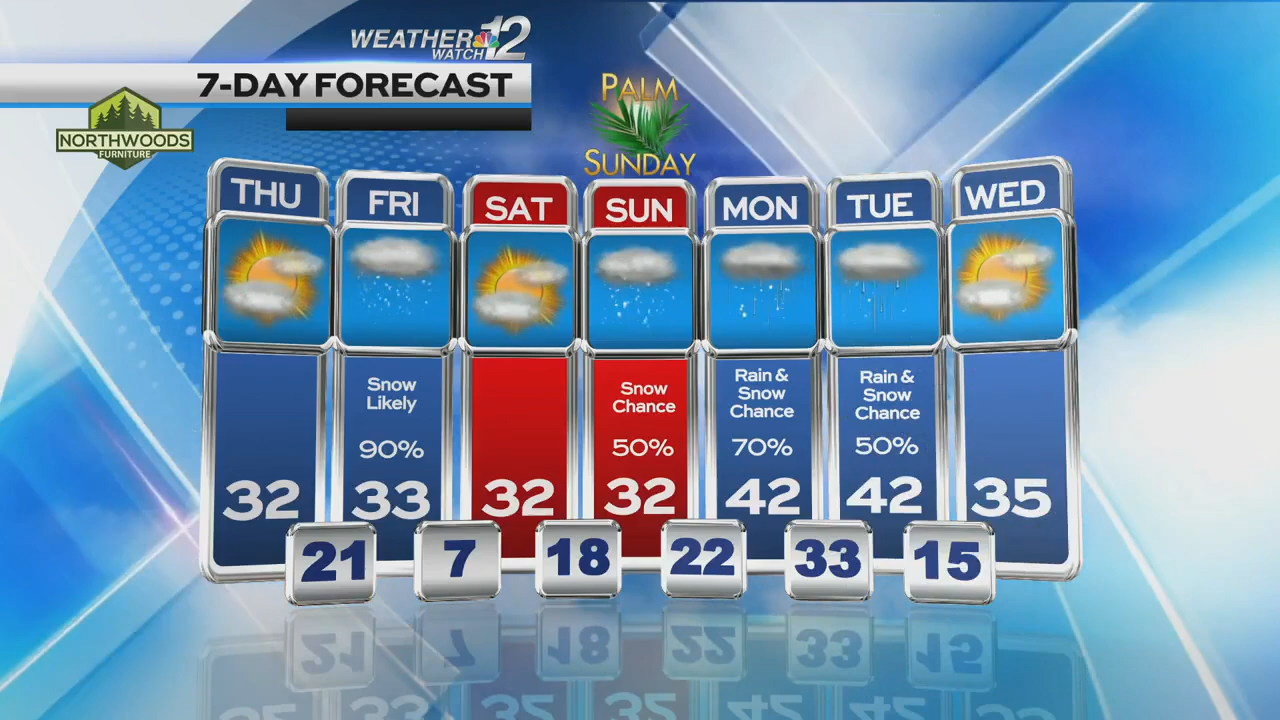 WEATHER 12
WATCH
7-DAY FORECAST
NORTHWOODS
FURNITURE
PALM
SUNDAY
THU
FRI
SAT
SUN
MON
TUE
WED
Snow
Likely
90%
Snow
Chance
50%
Rain &
Snow
Chance
70%
Rain &
Snow
Chance
50%
32
33
32
32
42
42
35
21
7
18
22
33
15